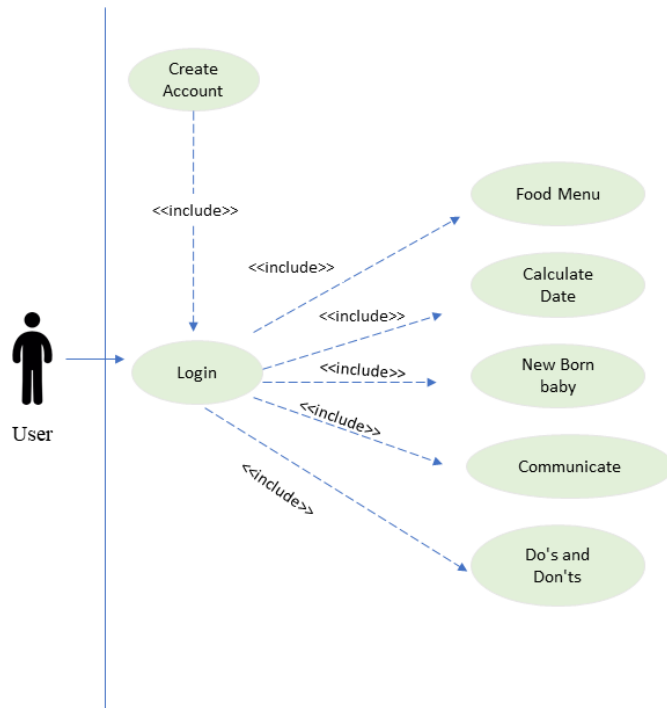 Create
Account
<<include>>
Food Menu
<<include>>
Calculate
Date
<<include>>
New Born
baby
<<include>>
Login
User
<<include>>
Communicate
<<include>>
Do's and
Don'ts